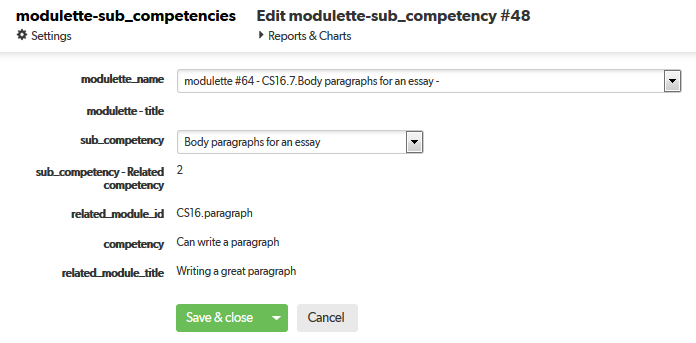 modulette-sub_competencies
Edit modulette-sub_competency #48
Settings
Reports & Charts
modulette_name
modulette #64 - CS16.7.Body paragraphs for an essay -
modulette - title
sub_competency
Body paragraphs for an essay
sub_competency - Related
competency
2
related_module_id
CS16.paragraph
competency
Can write a paragraph
related_module_title
Writing a great paragraph
Save & close
Cancel